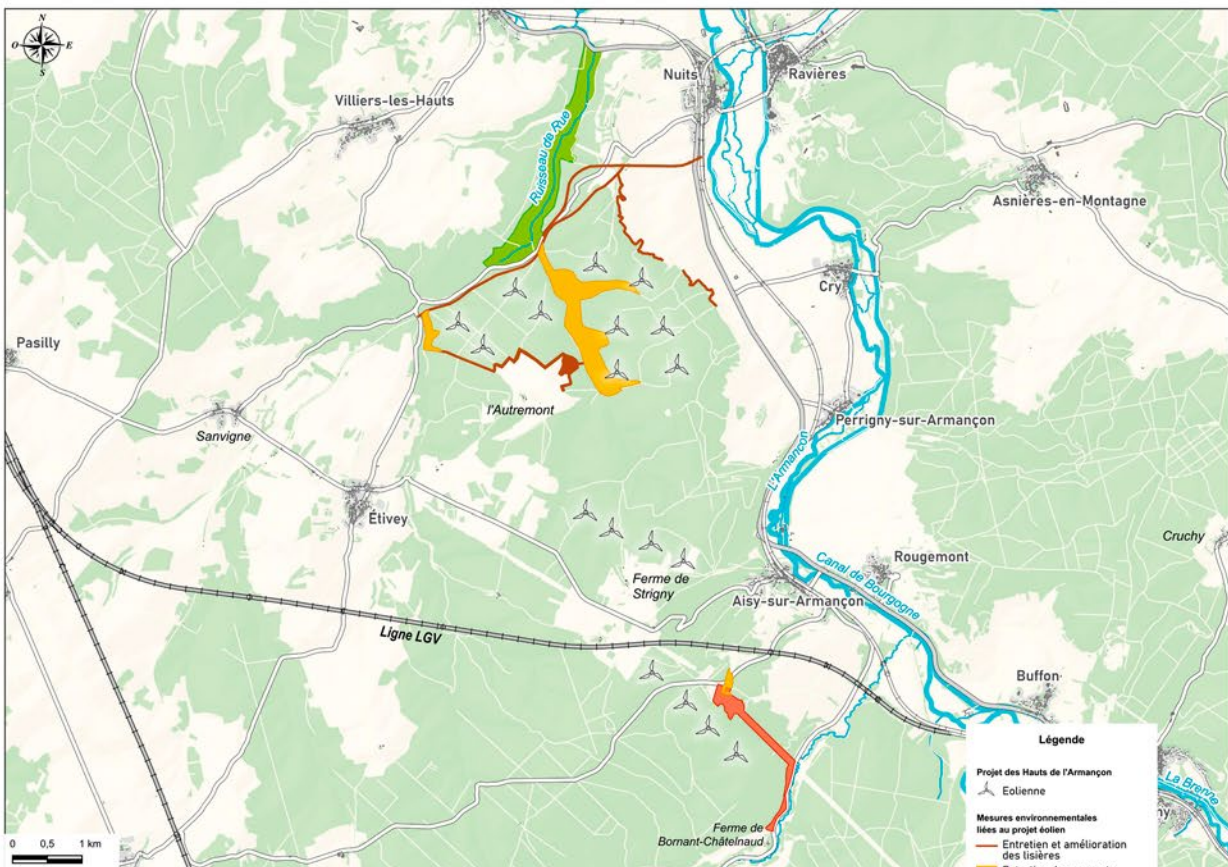 N
O E
S
Nuits
Ravières
Villiers-les-Hauts
Ruisseau de Rue
Asnières-en-Montagne
Cry
Pasilly
l'Autremont
Sanvigne
Perrigny-sur-Armançon
L'Armançon
Étivey
Cruchy
Rougemont
Ferme de
Strigny
Canal de Bourgogne
Aisy-sur-Armançon
Ligne LGV
Buffon
Légende
Projet des Hauts de l'Armançon
Eolienne
La Brenne
Mesures environnementales
liées au projet éolien
Entretien et amélioration
des lisières
Ferme de
Bornant-Châtelnaud
0 0,5 1 km